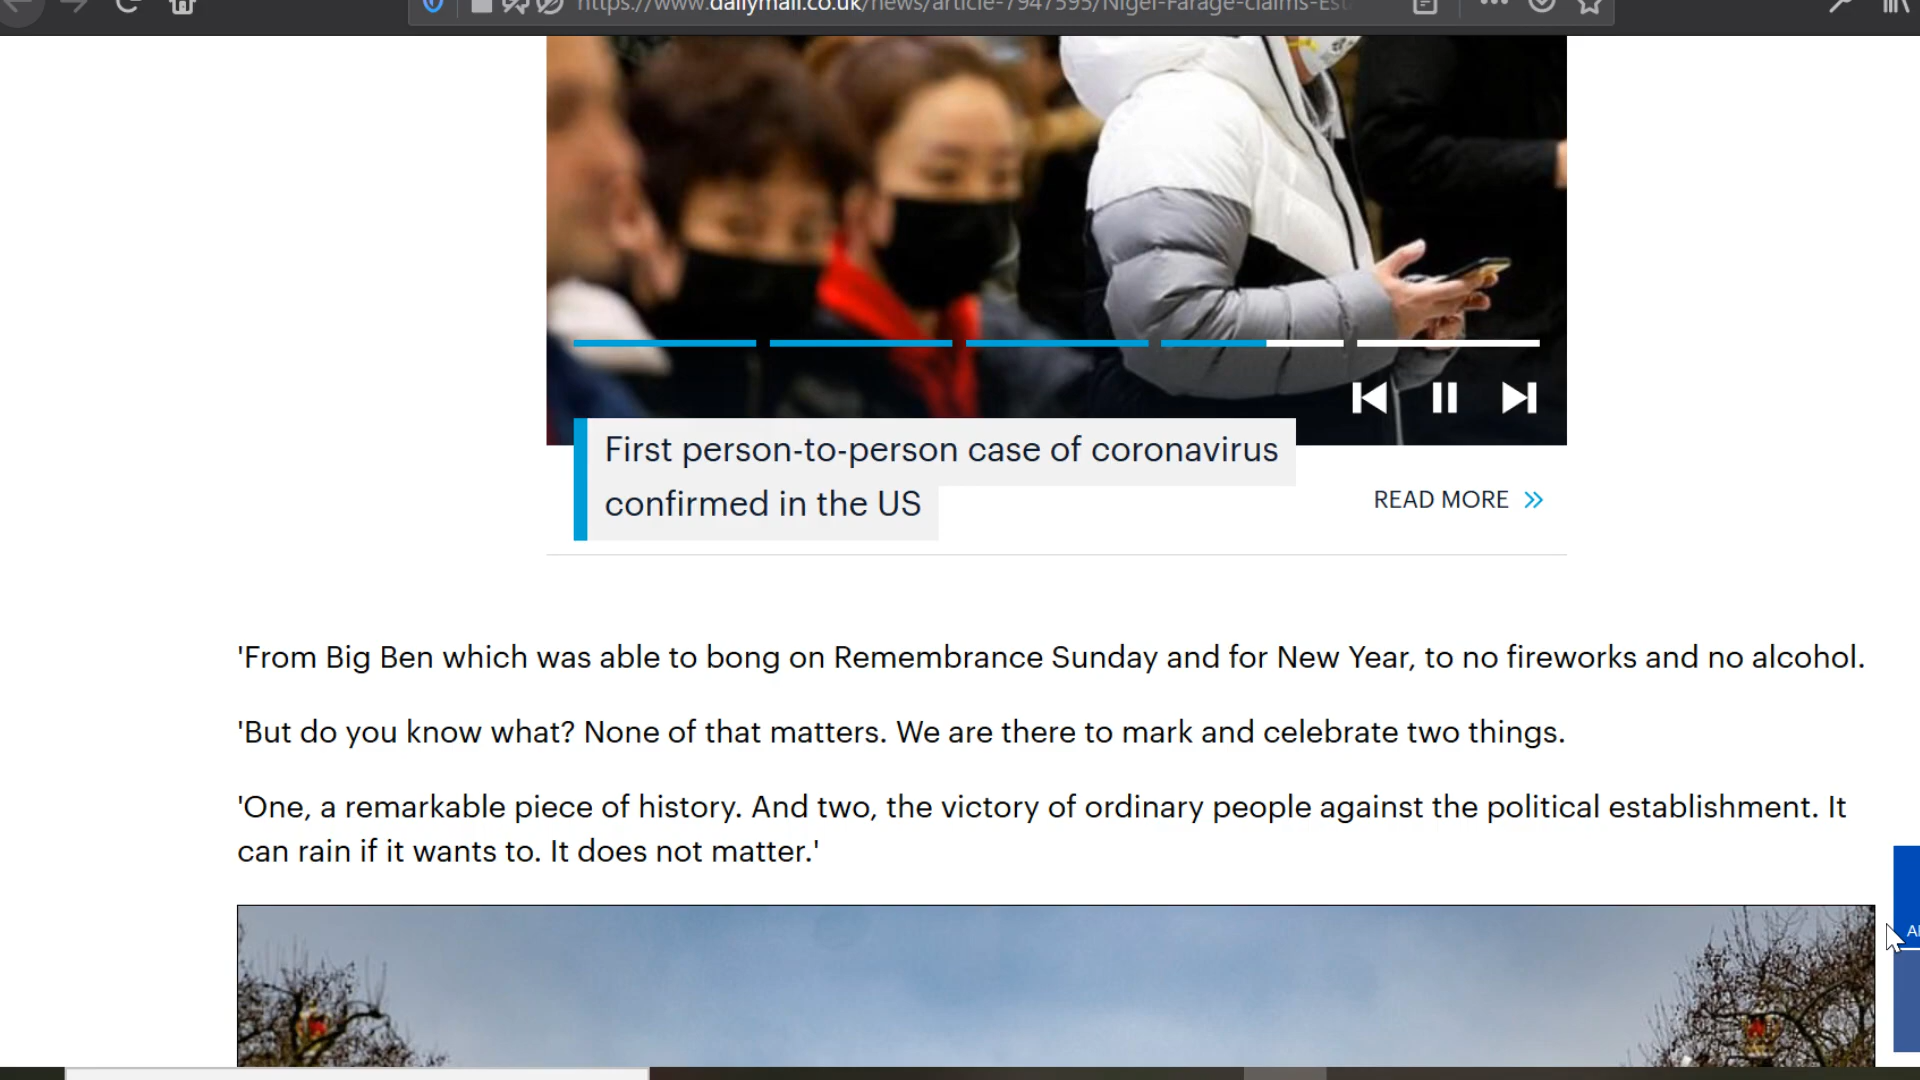 https://www.dailymail.co.uk/news/article-7947595/Nigel-Farage-claims-Est
First person-to-person case of coronavirus
confirmed in the US
READ MORE
'From Big Ben which was able to bong on Remembrance Sunday and for New Year, to no fireworks and no alcohol.
'But do you know what? None of that matters. We are there to mark and celebrate two things.
'One, a remarkable piece of history. And two, the victory of ordinary people against the political establishment. It
can rain if it wants to. It does not matter.'